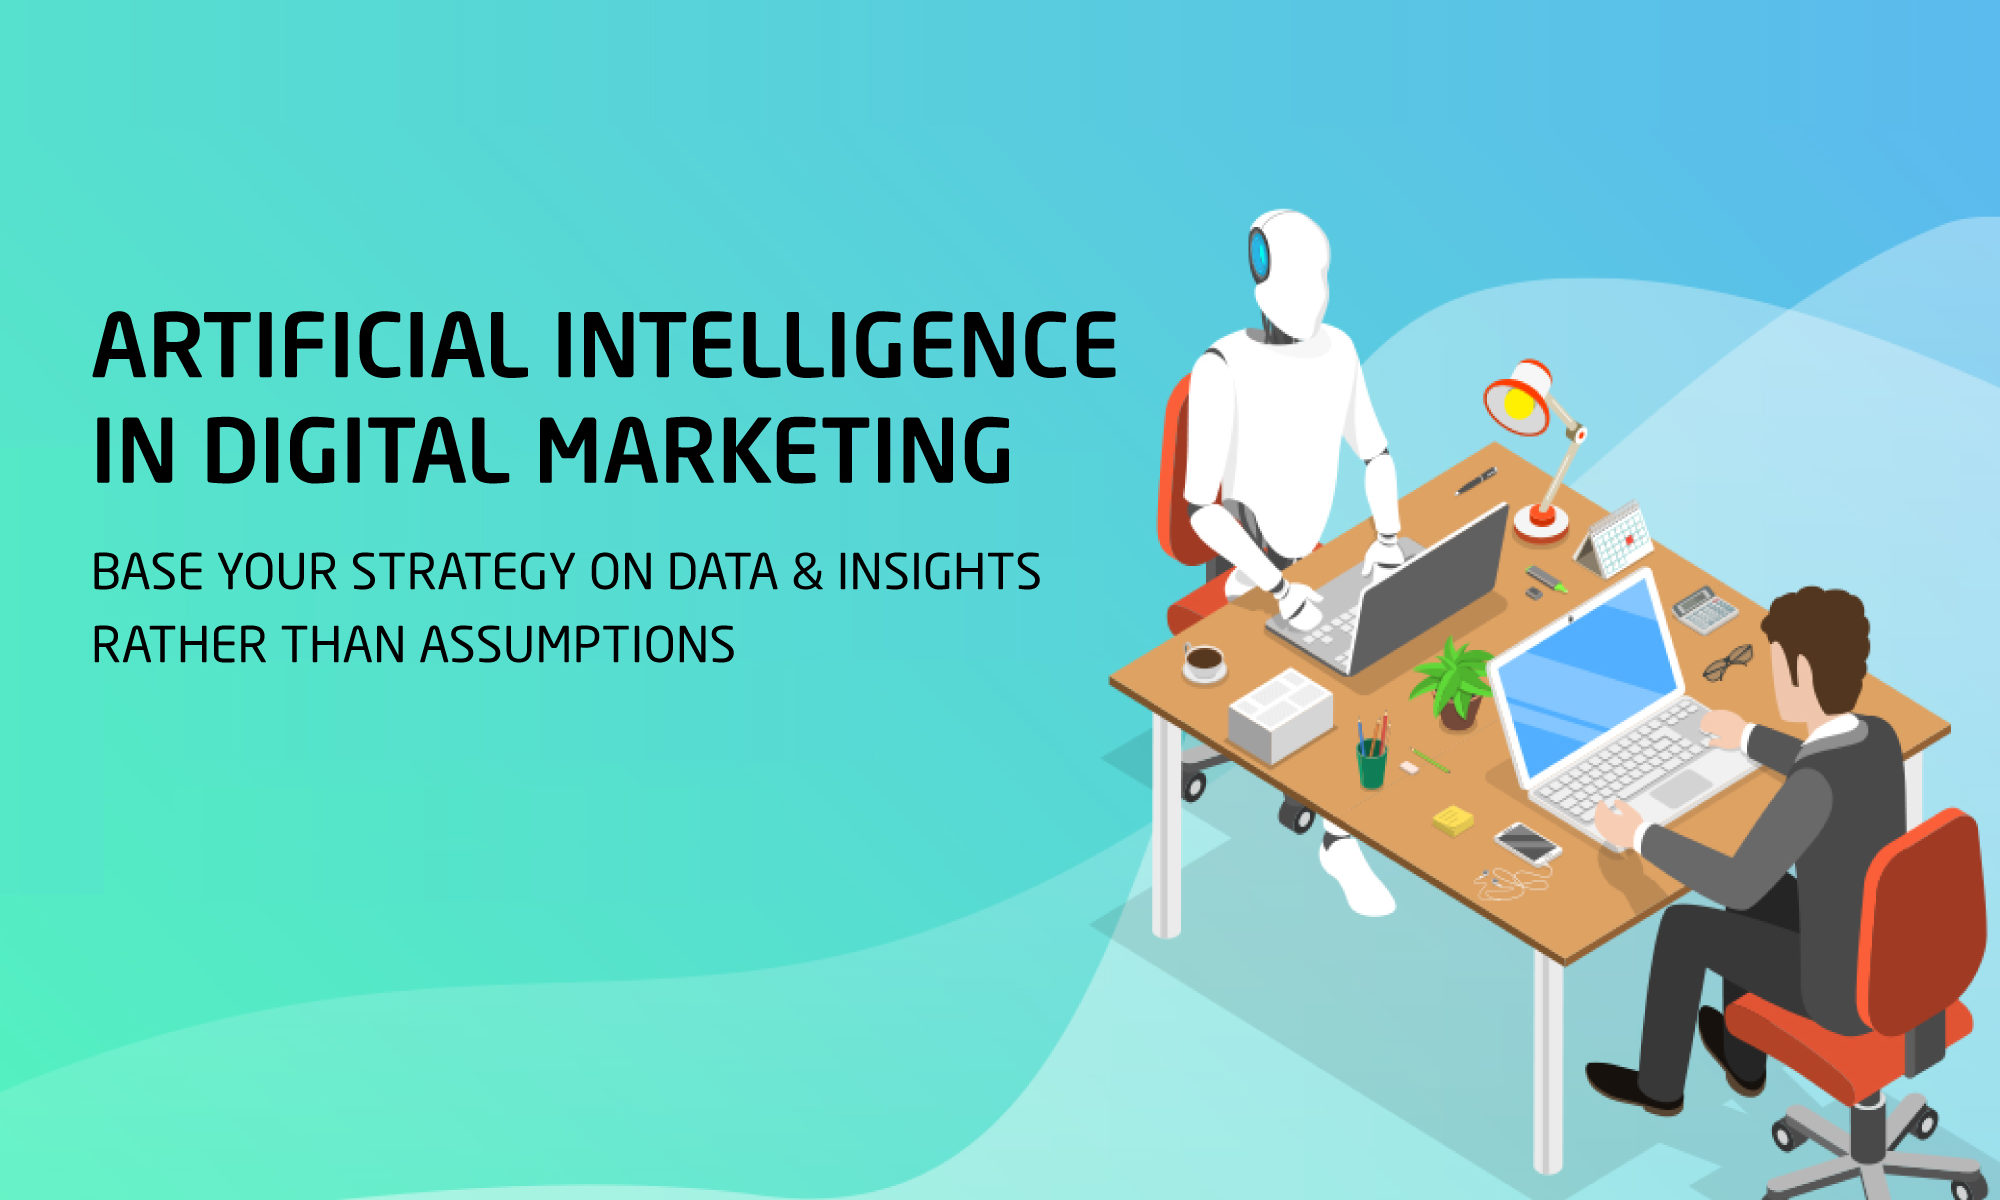 ARTIFICIAL INTELLIGENCE
IN DIGITAL MARKETING
BASE YOUR STRATEGY ON DATA & INSIGHTS
RATHER THAN ASSUMPTIONS